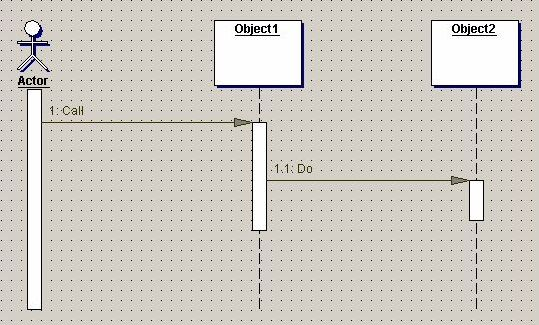 Object1
Object2
Actor
1: Call
1.1: Do